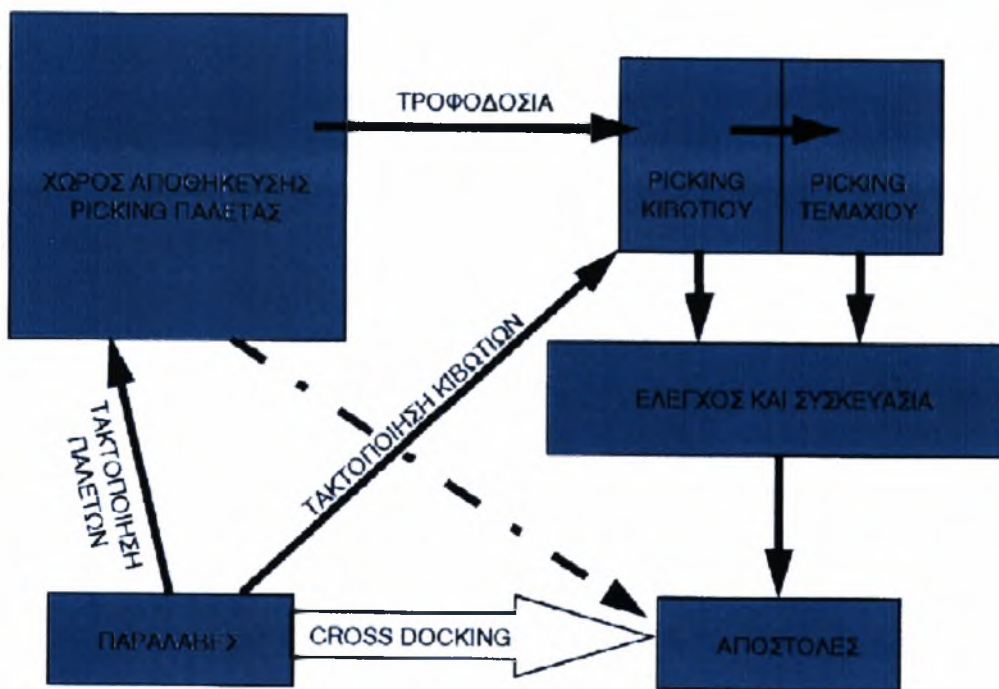 ΤΡΟΦΟΔΟΣΙΑ
ΧΩΡΟΣ ΑΠΟΘΗΚΕΥΣΗΣ
PICKING ΠΑΛΕΤΑΣ
PICKING
ΚΙΒΩΤΙΟΥ
PICKING
ΤΕΜΑΧΙΟΥ
ΤΑΚΤΟΠΟΙΗΣΗ
ΠΑΛΕΤΩΝ
ΤΑΚΤΟΠΟΙΗΣΗ ΚΙΒΩΤΙΩΝ
ΕΛΕΓΧΟΣ ΚΑΙ ΣΥΣΚΕΥΑΣΙΑ
ΠΑΡΑΛΑΒΕΣ
CROSS DOCKING
ΑΠΟΣΤΟΛΕΣ